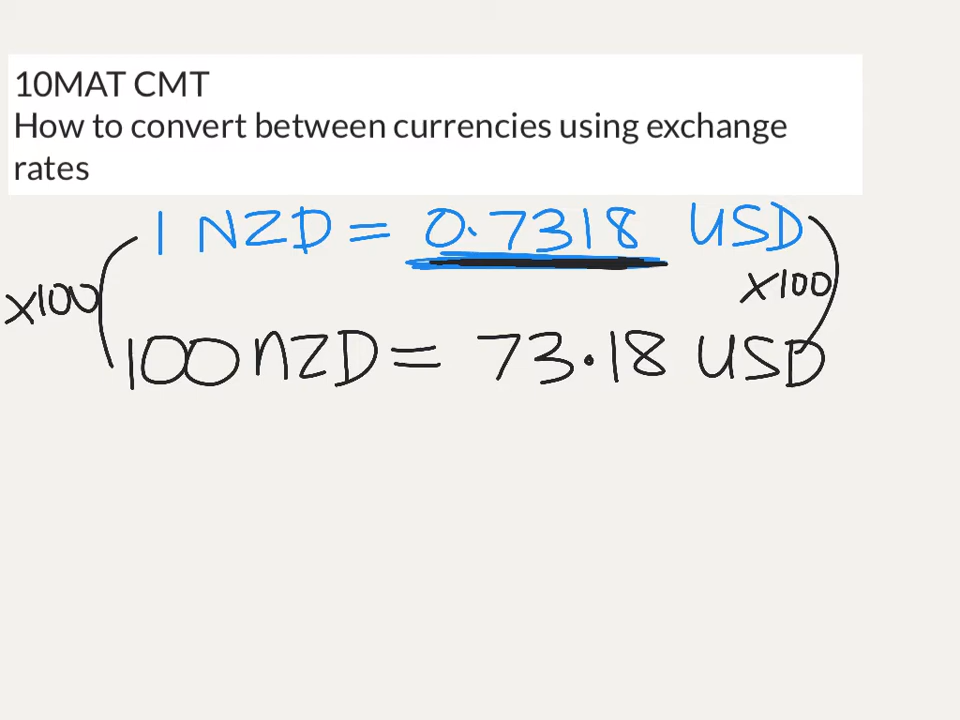 10MAT CMT
How to convert between currencies using exchange
rates
1 NZD = 0.7318 USD
x100
x100
100 nZD = 73.18 USD